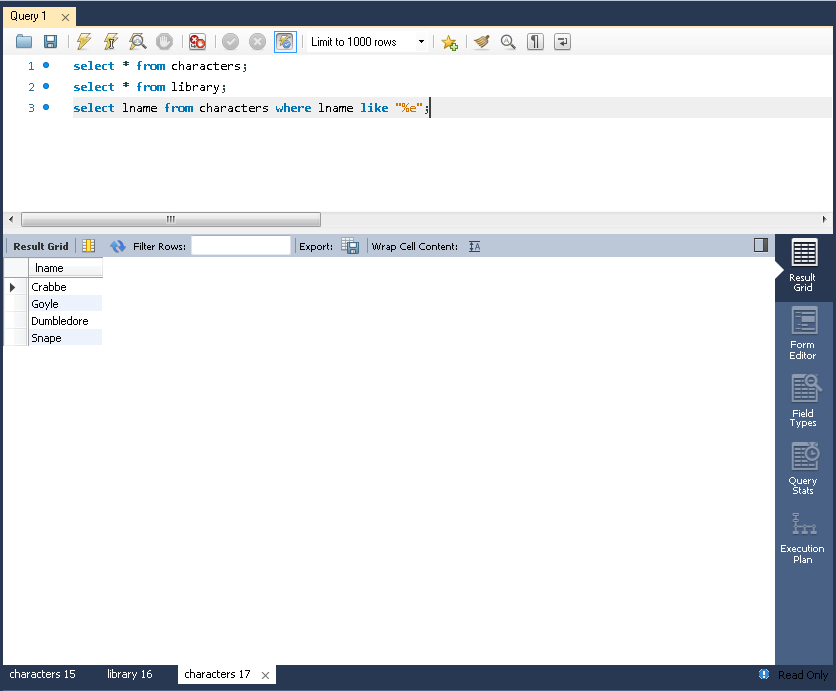 Query 1
Limit to 1000 rows
1 select * from characters;
2 select * from library;
3 select lname from characters where lname like "%e";
Result Grid Filter Rows: Export: Wrap Cell Content:
lname
Crabbe
Goyle
Dumbledore
Snape
Result
Grid
Form
Editor
Field
Types
Query
Stats
Execution
Plan
characters 15 library 16 characters 17 Read Only